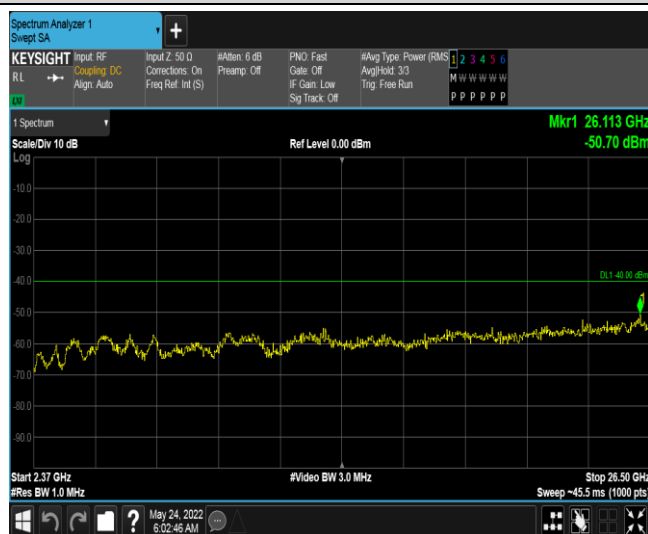 Spectrum Analyzer 1
Swept SA
+
KEYSIGHT
RL
LXI
Input: RF
Coupling: DC
Align: Auto
Input Z: 50 Ω
Corrections: On
Freq Ref: Int (S)
#Atten: 6 dB
Preamp: Off
PNO: Fast
Gate: Off
IF Gain: Low
Sig Track: Off
#Avg Type: Power (RMS
Avg|Hold: 3/3
Trig: Free Run
1 2 3 4 5 6
M W W W W W
P P P P P P
1 Spectrum
Scale/Div 10 dB
Log
Ref Level 0.00 dBm
Mkr1 26.113 GHz
-50.70 dBm
-10.0
-20.0
-30.0
DL1 -40.00 dBm
-40.0
-50.0
-60.0
-70.0
-80.0
-90.0
Start 2.37 GHz
#Res BW 1.0 MHz
#Video BW 3.0 MHz
Stop 26.50 GHz
Sweep ~45.5 ms (1000 pts)
?
May 24, 2022
6:02:46 AM